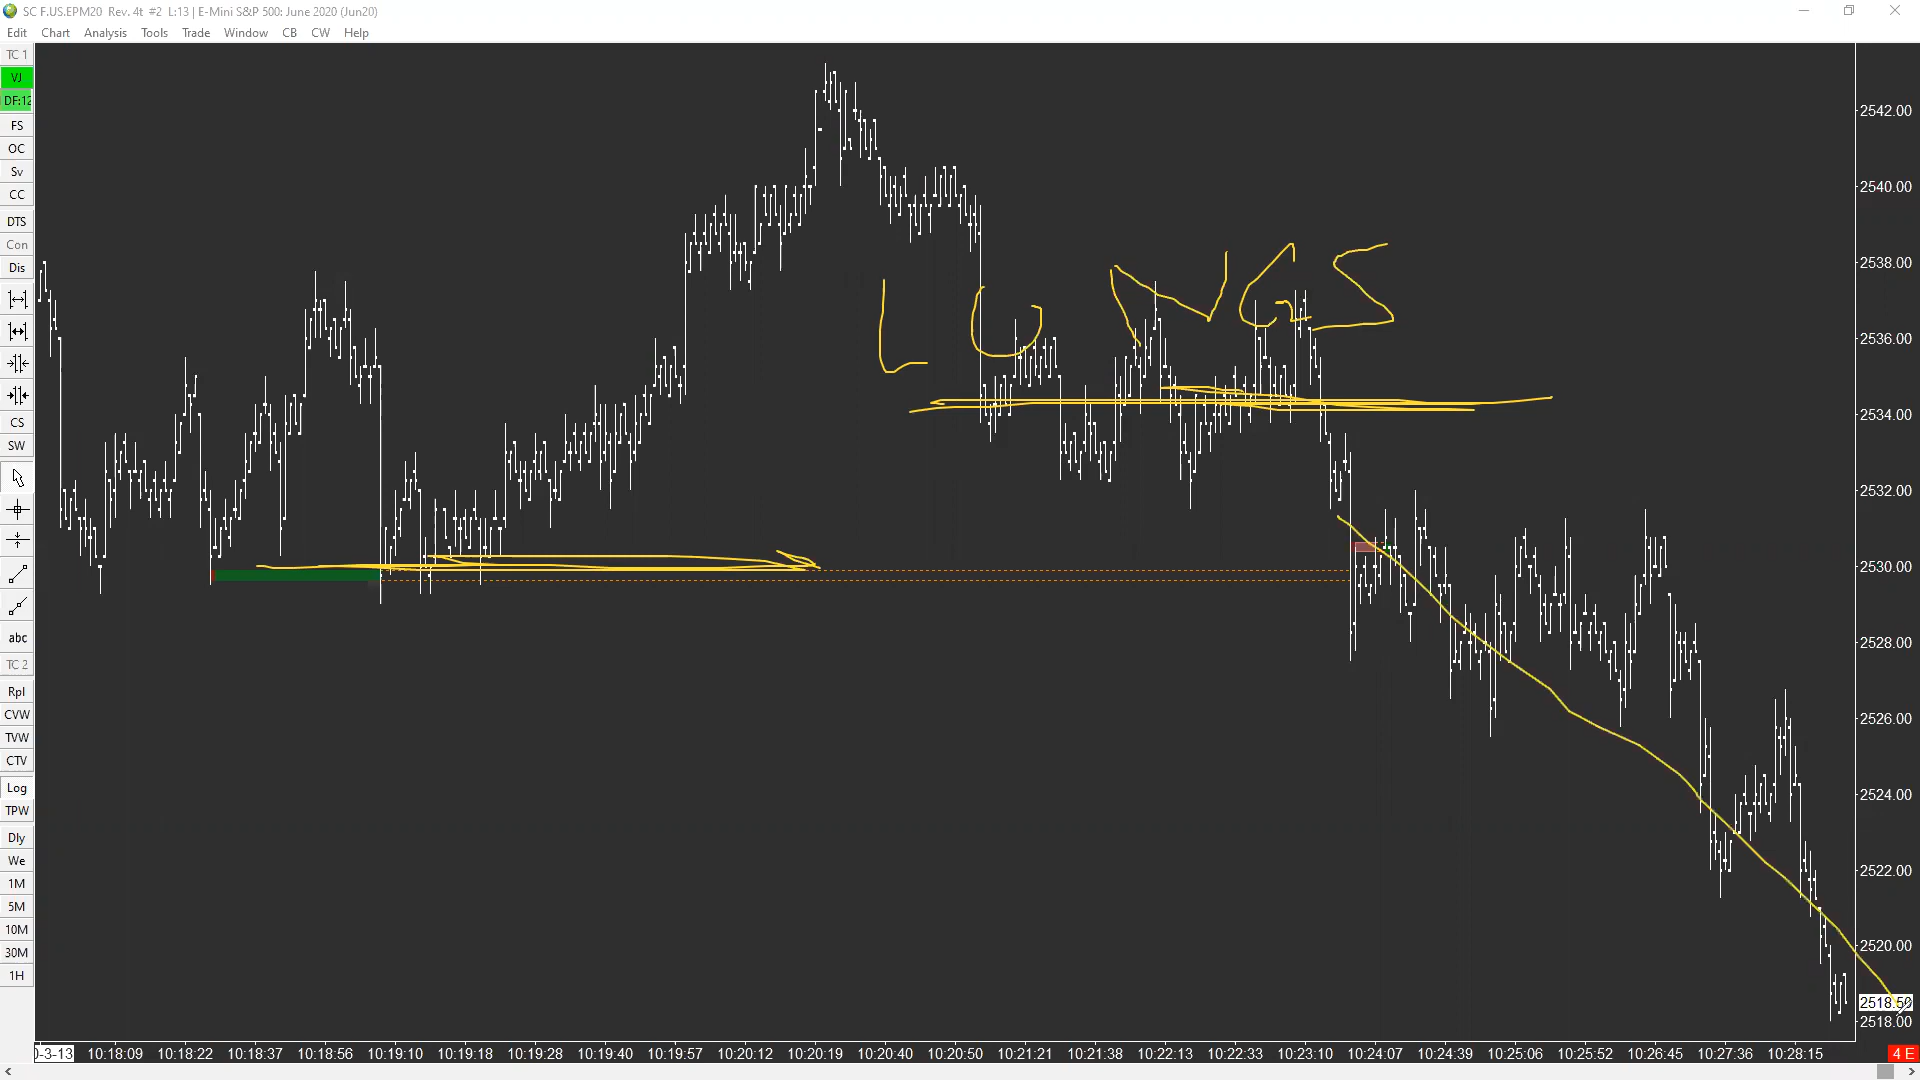 SC F.US.EPM20 Rev. 4t #2 L:13 | E-Mini S&P 500: June 2020 (Jun20)
Edit Chart Analysis Tools Trade Window CB CW Help
TC 1
VJ
DF:12
FS
OC
Sv
CC
DTS
Con
Dis
CS
SW
abc
TC 2
Rpl
CVW
TVW
CTV
Log
TPW
Dly
We
1M
5M
10M
30M
1H
LUNGS
2542.00
2540.00
2538.00
2536.00
2534.00
2532.00
2530.00
2528.00
2526.00
2524.00
2522.00
2520.00
2518.50
2518.00
0-3-13 10:18:09 10:18:22 10:18:37 10:18:56 10:19:10 10:19:18 10:19:28 10:19:40 10:19:57 10:20:12 10:20:19 10:20:40 10:20:50 10:21:21 10:21:38 10:22:13 10:22:33 10:23:10 10:24:07 10:24:39 10:25:06 10:25:52 10:26:45 10:27:36 10:28:15 4 E